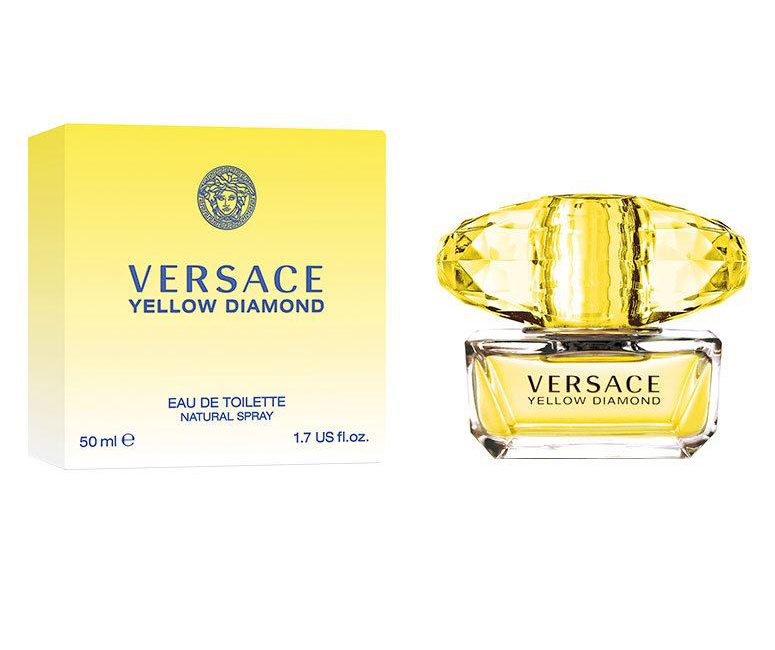 VERSACE
YELLOW DIAMOND
EAU DE TOILETTE
NATURAL SPRAY
50 ml ℮
1.7 US fl.oz.
VERSACE
YELLOW DIAMOND